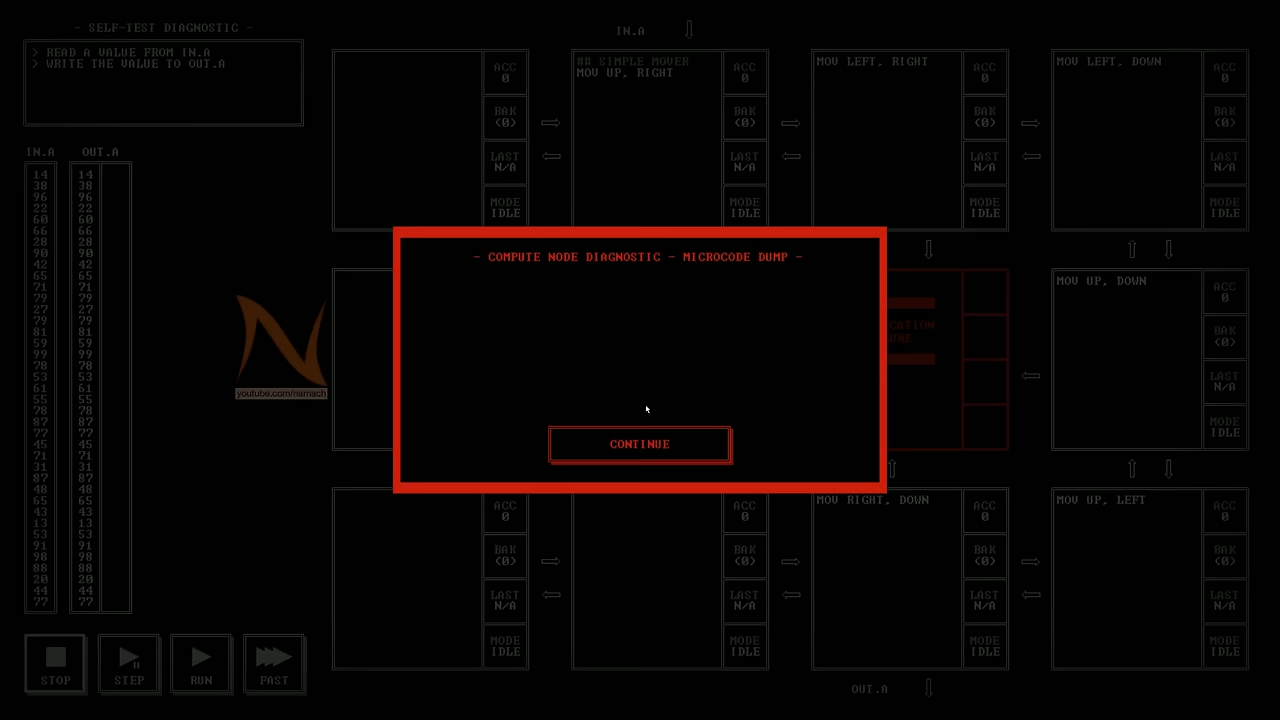 - SELF-TEST DIAGNOSTIC -
> READ A VALUE FROM IN.A
> WRITE THE VALUE TO OUT.A
IN.A OUT.A
14 14
38 38
96 96
22 22
60 60
66 66
28 28
90 90
42 42
65 65
71 71
79 79
27 27
79 79
81 81
59 59
99 99
78 78
53 53
61 61
55 55
78 78
87 87
77 77
45 45
71 71
31 31
87 87
48 48
65 65
43 43
13 13
53 53
91 91
98 98
88 88
20 20
44 44
77 77
STOP
STEP
RUN
FAST
youtube.com/namach
IN.A
ACC
0
BAK
(0)
LAST
N/A
MODE
IDLE
## SIMPLE MOVER
MOV UP, RIGHT
ACC
0
BAK
(0)
LAST
N/A
MODE
IDLE
MOV LEFT, RIGHT
ACC
0
BAK
(0)
LAST
N/A
MODE
IDLE
MOV LEFT, DOWN
ACC
0
BAK
(0)
LAST
N/A
MODE
IDLE
- COMPUTE NODE DIAGNOSTIC - MICROCODE DUMP -
CONTINUE
CATION
URE
MOV UP, DOWN
ACC
0
BAK
(0)
LAST
N/A
MODE
IDLE
ACC
0
BAK
(0)
LAST
N/A
MODE
IDLE
ACC
0
BAK
(0)
LAST
N/A
MODE
IDLE
MOV RIGHT, DOWN
ACC
0
BAK
(0)
LAST
N/A
MODE
IDLE
MOV UP, LEFT
ACC
0
BAK
(0)
LAST
N/A
MODE
IDLE
OUT.A